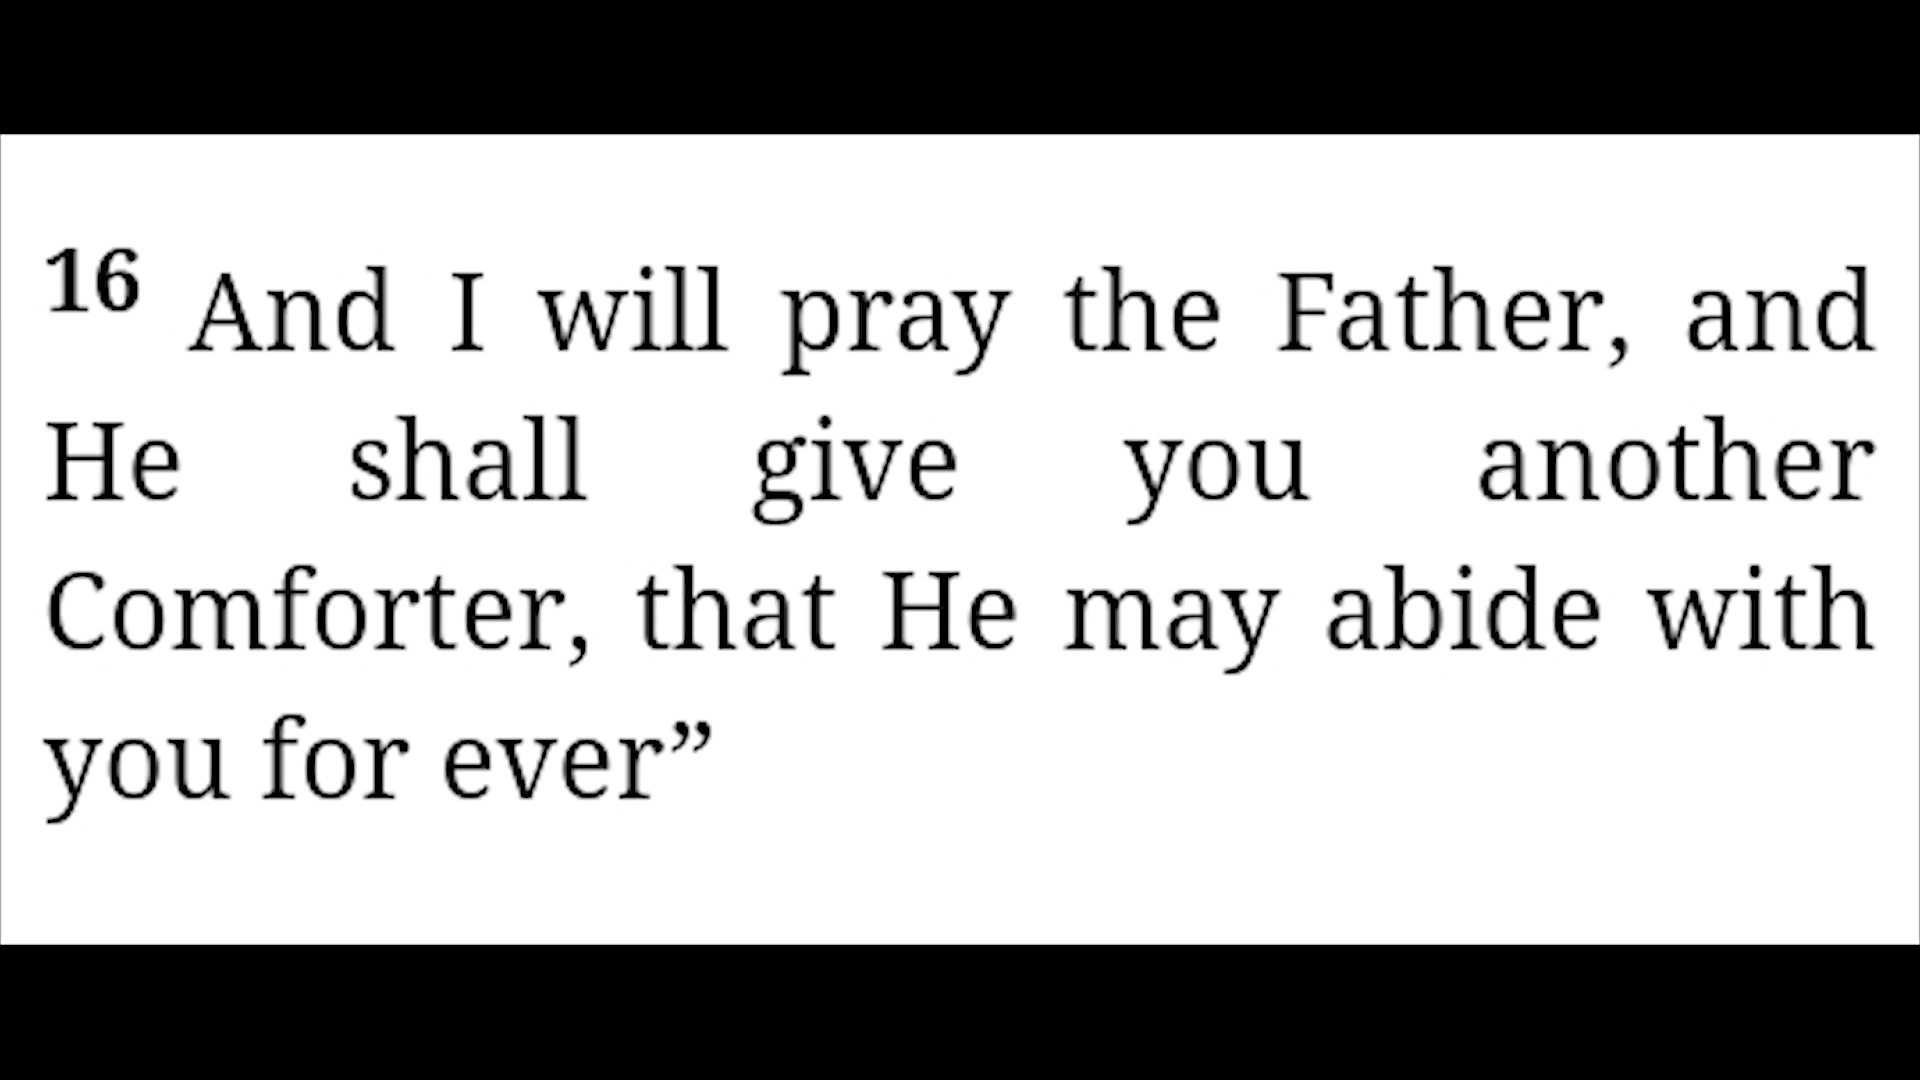 16 And I will pray the Father, and
He shall give you another
Comforter, that He may abide with
you for ever”